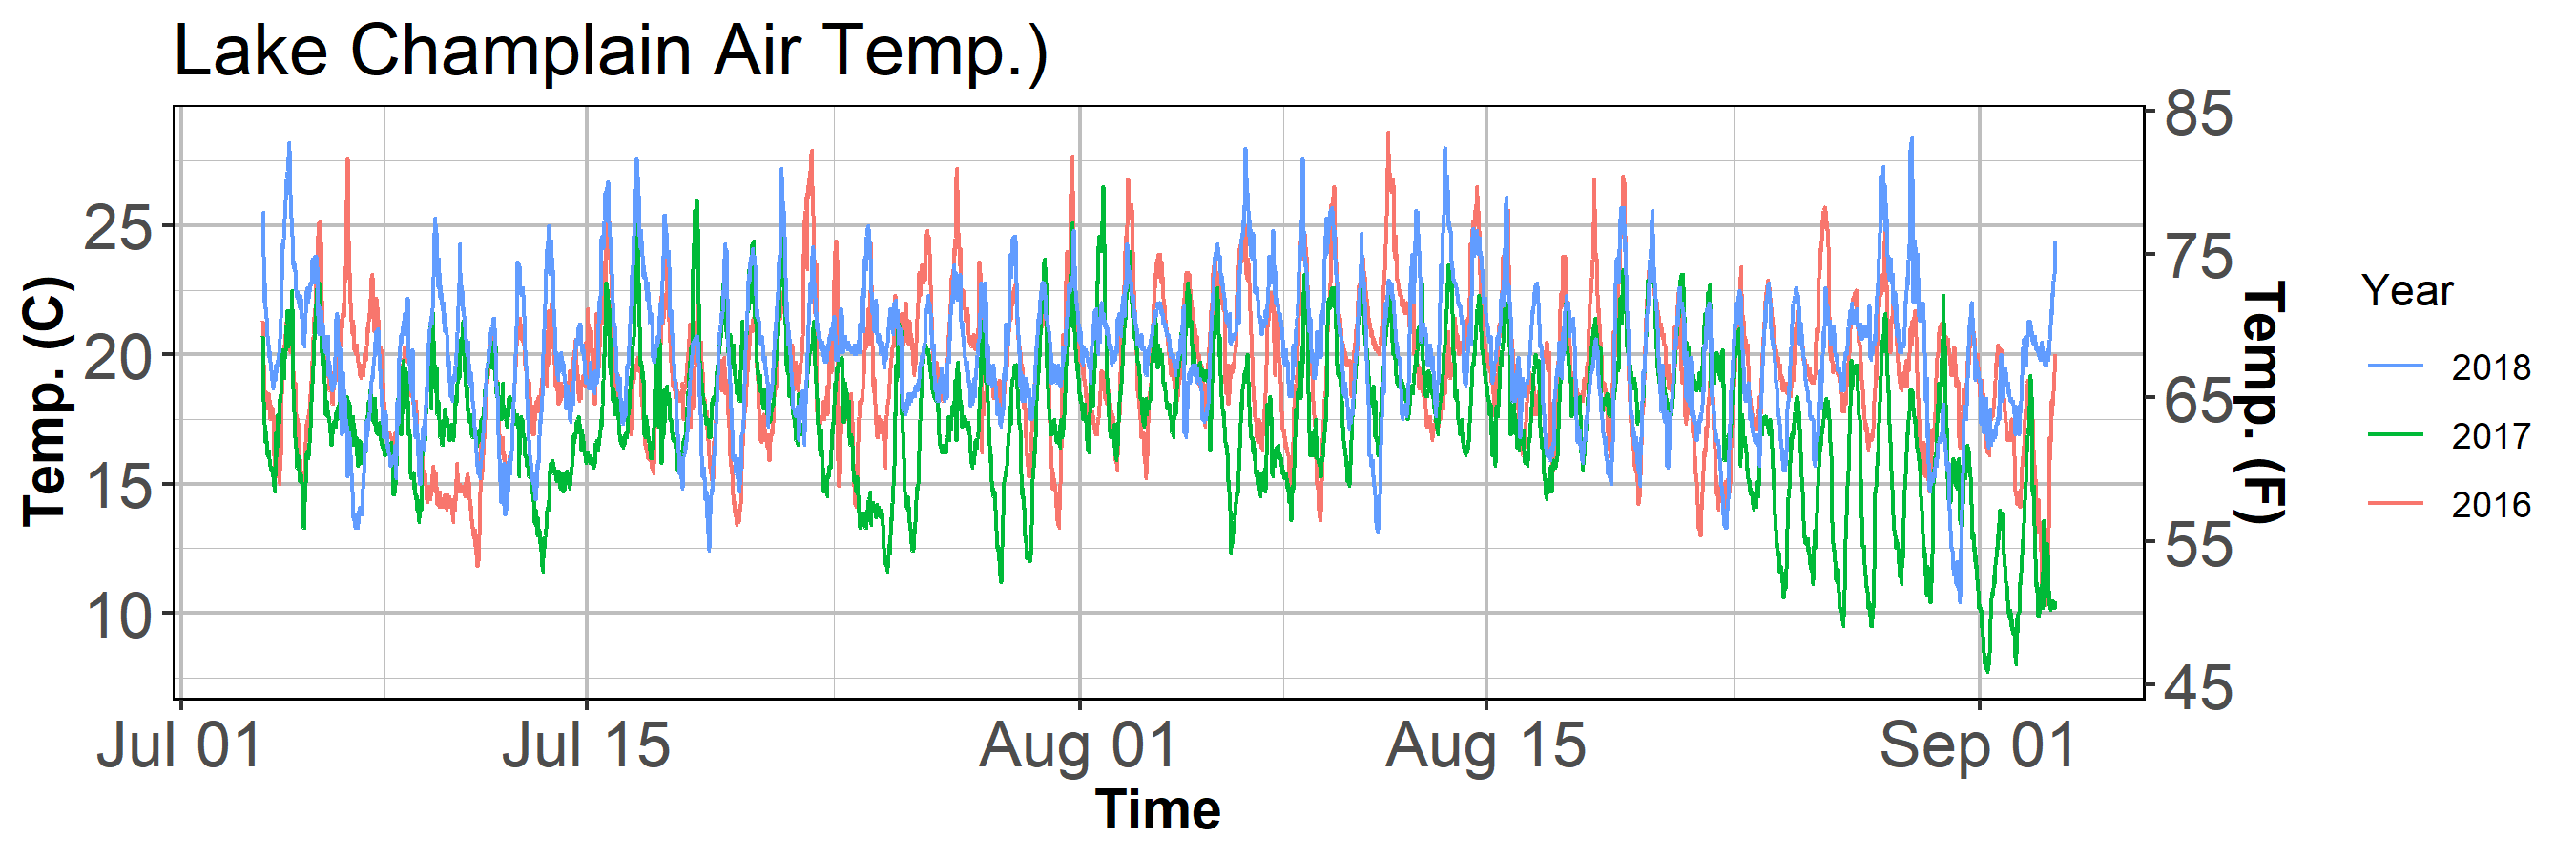 Lake Champlain Air Temp.)
Temp. (C)
25
20
15
10
85
75
65
55
45
Temp. (F)
Jul 01
Jul 15
Aug 01
Aug 15
Sep 01
Time
Year
2018
2017
2016